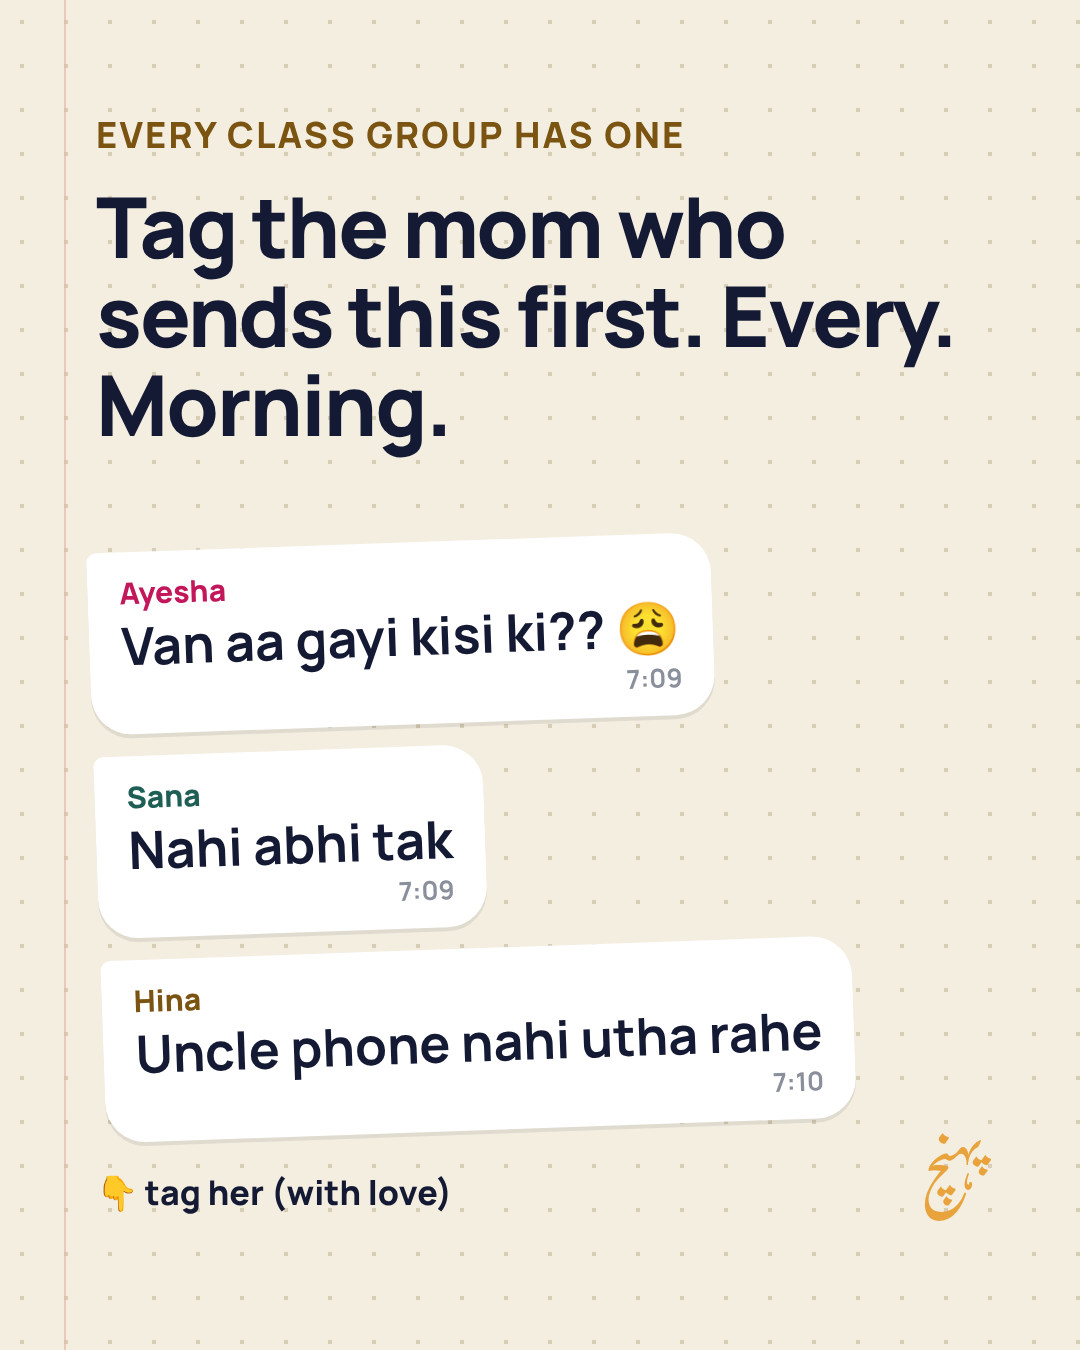 EVERY CLASS GROUP HAS ONE
Tag the mom who
sends this first. Every.
Morning.
Ayesha
Van aa gayi kisi ki?? 😩
7:09
Sana
Nahi abhi tak
7:09
Hina
Uncle phone nahi utha rahe
7:10
👇 tag her (with love)
پہنچ